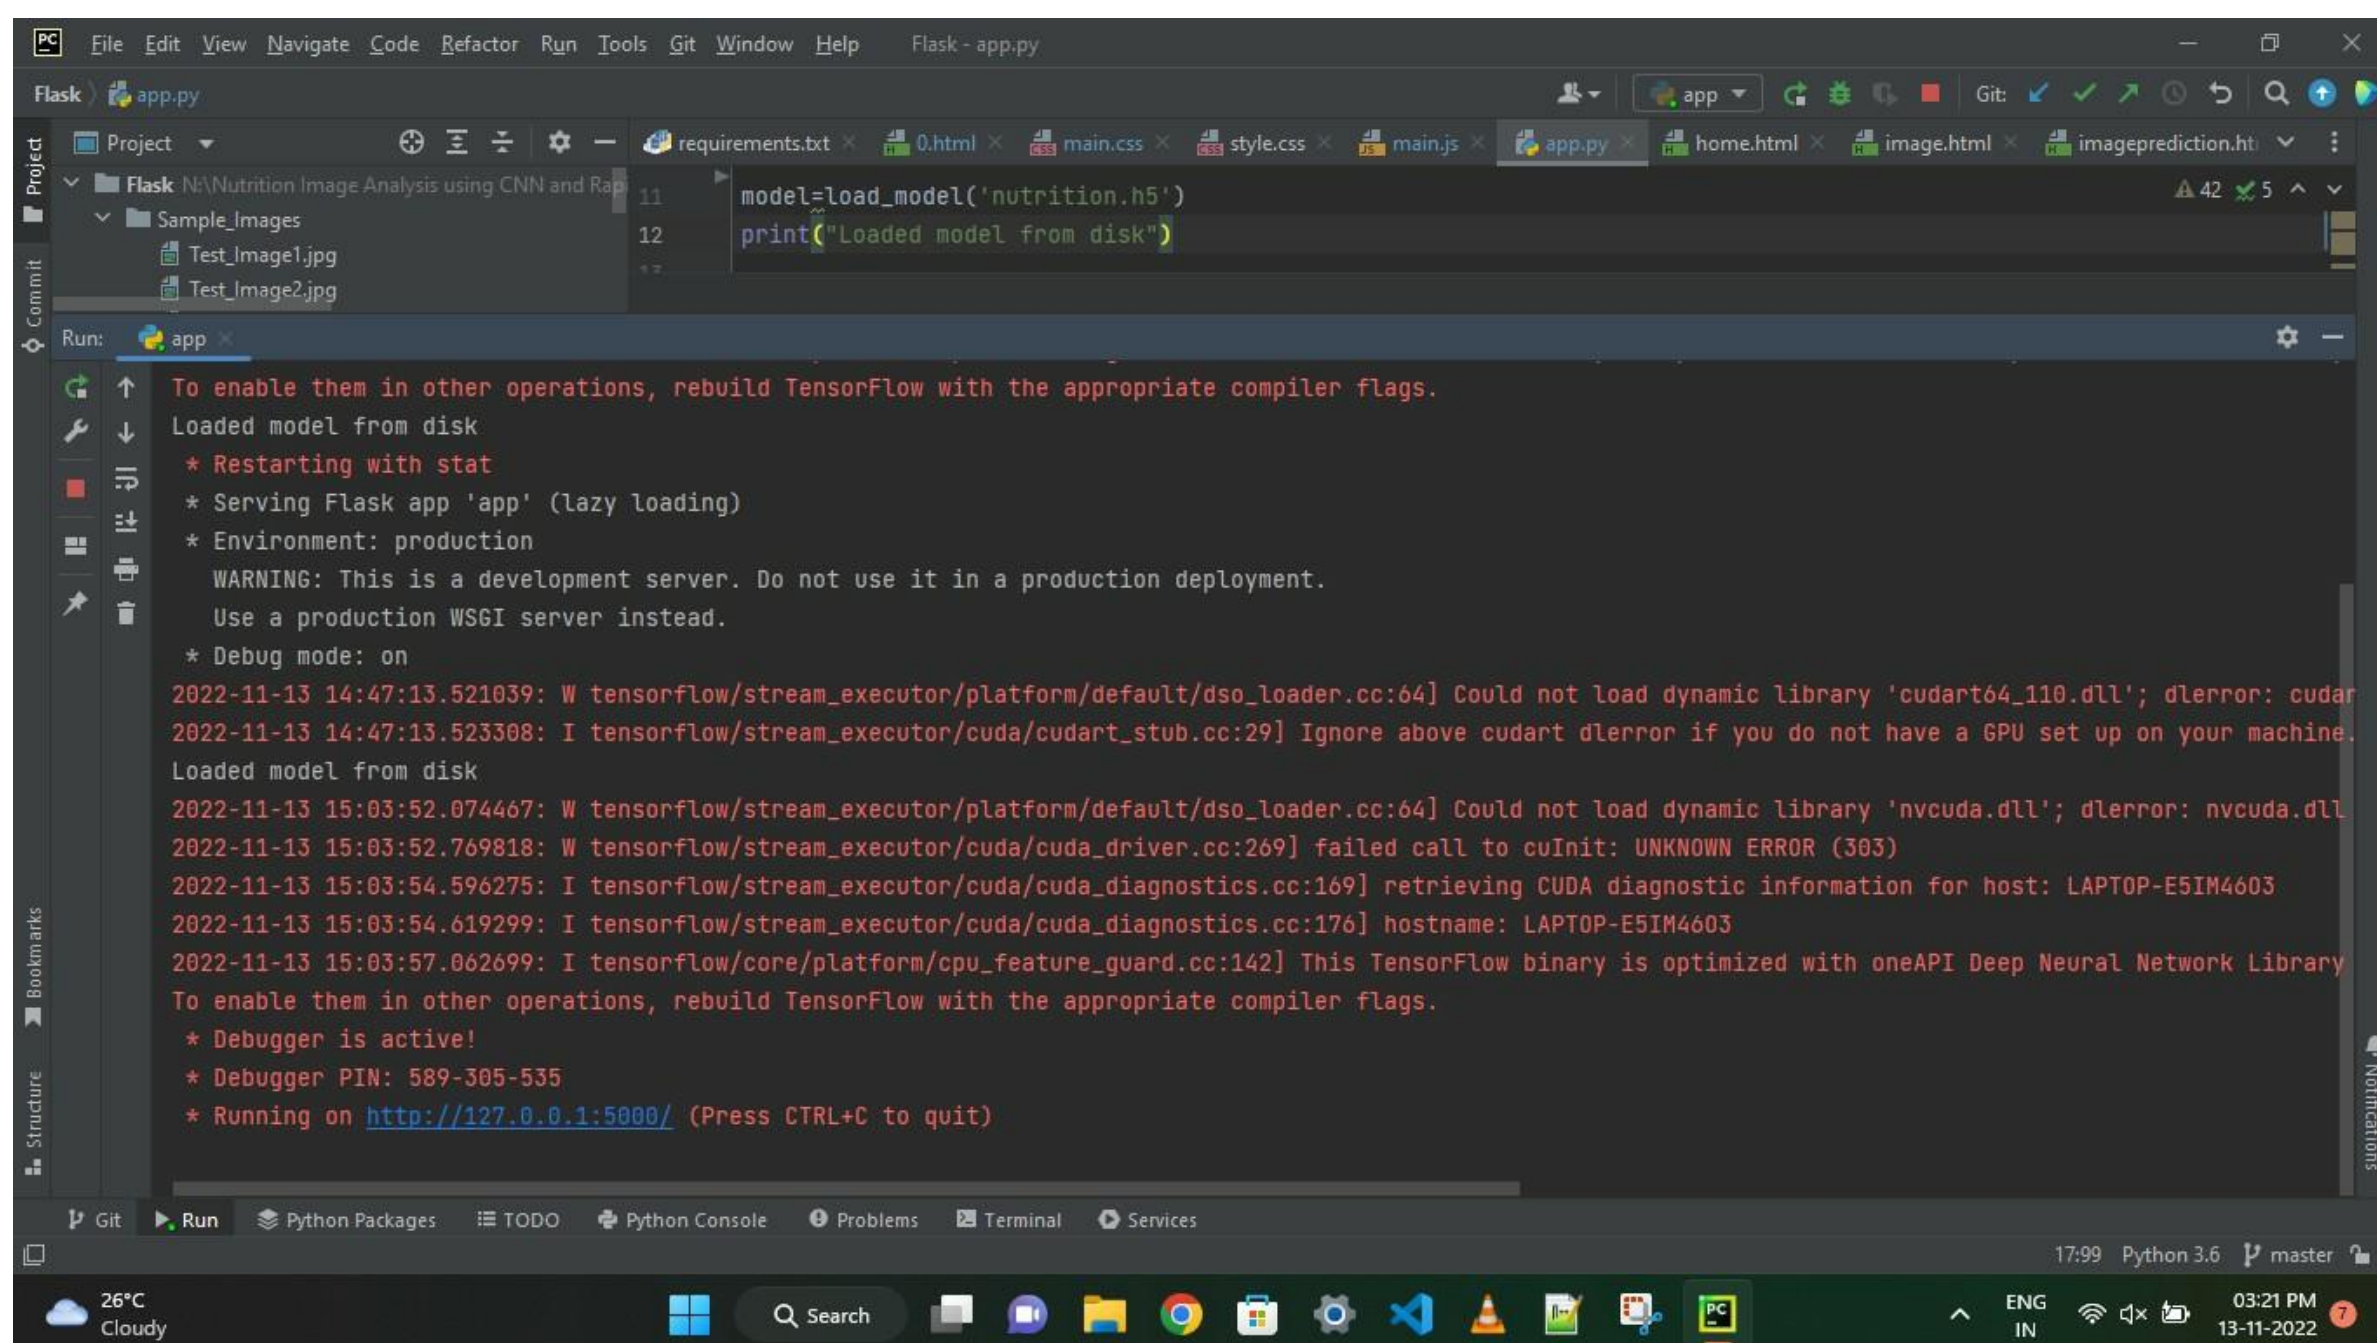 PC File Edit View Navigate Code Refactor Run Tools Git Window Help Flask - app.py
Flask app.py app Git:
Project requirements.txt 0.html main.css style.css main.js app.py home.html image.html imageprediction.ht
Flask N:\Nutrition Image Analysis using CNN and Rap
11 model=load_model('nutrition.h5') 42 5
Sample_Images
12 print("Loaded model from disk")
Test_Image1.jpg
Test_Image2.jpg
Project
Commit
Run: app
To enable them in other operations, rebuild TensorFlow with the appropriate compiler flags.
Loaded model from disk
* Restarting with stat
* Serving Flask app 'app' (lazy loading)
* Environment: production
WARNING: This is a development server. Do not use it in a production deployment.
Use a production WSGI server instead.
* Debug mode: on
2022-11-13 14:47:13.521039: W tensorflow/stream_executor/platform/default/dso_loader.cc:64] Could not load dynamic library 'cudart64_110.dll'; dlerror: cudar
2022-11-13 14:47:13.523308: I tensorflow/stream_executor/cuda/cudart_stub.cc:29] Ignore above cudart dlerror if you do not have a GPU set up on your machine.
Loaded model from disk
2022-11-13 15:03:52.074467: W tensorflow/stream_executor/platform/default/dso_loader.cc:64] Could not load dynamic library 'nvcuda.dll'; dlerror: nvcuda.dll
2022-11-13 15:03:52.769818: W tensorflow/stream_executor/cuda/cuda_driver.cc:269] failed call to cuInit: UNKNOWN ERROR (303)
2022-11-13 15:03:54.596275: I tensorflow/stream_executor/cuda/cuda_diagnostics.cc:169] retrieving CUDA diagnostic information for host: LAPTOP-E5IM46O3
2022-11-13 15:03:54.619299: I tensorflow/stream_executor/cuda/cuda_diagnostics.cc:176] hostname: LAPTOP-E5IM46O3
2022-11-13 15:03:57.062699: I tensorflow/core/platform/cpu_feature_guard.cc:142] This TensorFlow binary is optimized with oneAPI Deep Neural Network Library
To enable them in other operations, rebuild TensorFlow with the appropriate compiler flags.
* Debugger is active!
* Debugger PIN: 589-305-535
* Running on http://127.0.0.1:5000/ (Press CTRL+C to quit)
Bookmarks
Structure
Notifications
Git Run Python Packages TODO Python Console Problems Terminal Services
17:99 Python 3.6 master
26°C
Cloudy
Search
PC
ENG
IN
03:21 PM
13-11-2022
7